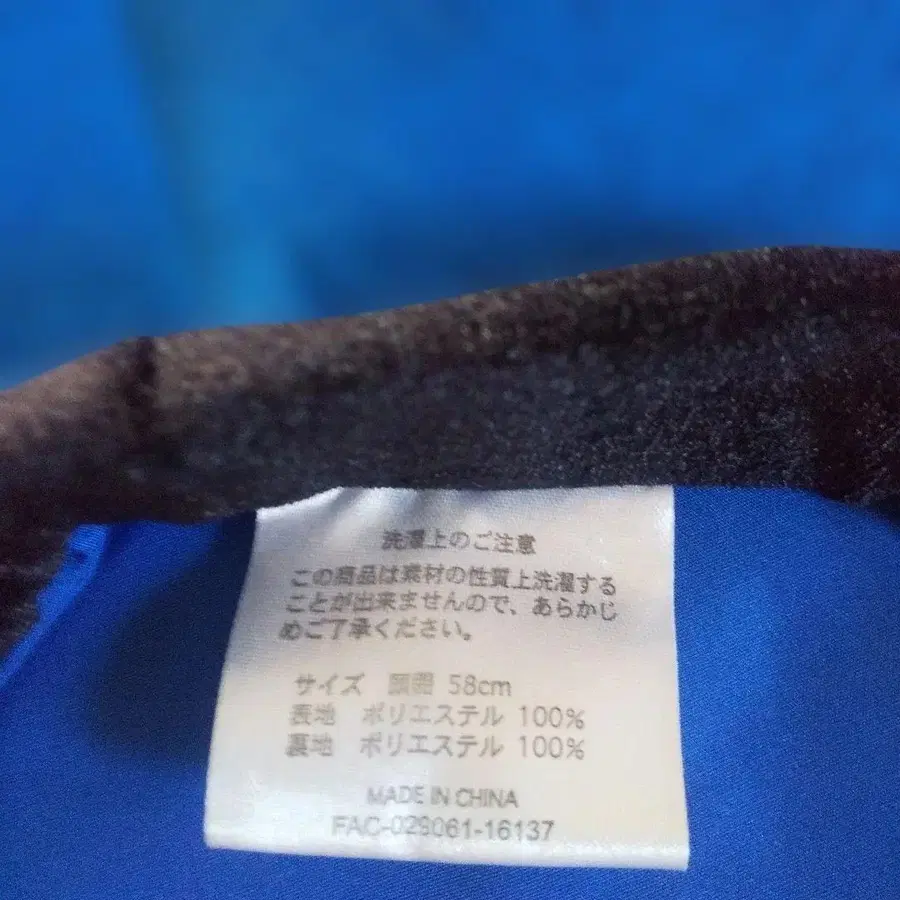 洗濯上のご注意
この商品は素材の性質上洗濯する
ことが出来ませんので、あらかじ
めご了承ください。
サイズ 頭囲 58cm
表地 ポリエステル 100%
裏地 ポリエステル 100%
MADE IN CHINA
FAC-029061-16137